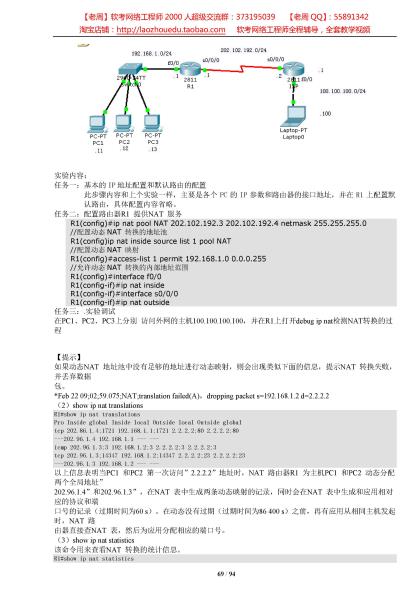 【老周】软考网络工程师 2000 人超级交流群：373195039 【老周 QQ】：55891342
淘宝店铺：http://laozhouedu.taobao.com 软考网络工程师全程辅导，全套教学视频
192.168.1.0/24
202.102.192.0/24
f0/0
s0/0/0
s0/0/0
.1
.1
.2
.1
2811
R1
2811 f0/0
100.100.100.0/24
.100
PC-PT
PC1
.11
PC-PT
PC2
.12
PC-PT
PC3
.13
Laptop-PT
Laptop0
实验内容：
任务一：基本的 IP 地址配置和默认路由的配置
此步骤内容和上个实验一样，主要是各个 PC 的 IP 参数和路由器的接口地址，并在 R1 上配置默
认路由，具体配置内容省略。
任务二：配置路由器R1 提供NAT 服务
R1(config)#ip nat pool NAT 202.102.192.3 202.102.192.4 netmask 255.255.255.0
//配置动态NAT 转换的地址池
R1(config)ip nat inside source list 1 pool NAT
//配置动态NAT 映射
R1(config)#access-list 1 permit 192.168.1.0 0.0.0.255
//允许动态NAT 转换的内部地址范围
R1(config)#interface f0/0
R1(config-if)#ip nat inside
R1(config-if)#interface s0/0/0
R1(config-if)#ip nat outside
任务三：.实验调试
在PC1、PC2、PC3上分别 访问外网的主机100.100.100.100，并在R1上打开debug ip nat检测NAT转换的过
程
【提示】
如果动态NAT 地址池中没有足够的地址进行动态映射，则会出现类似下面的信息，提示NAT 转换失败，
并丢弃数据
包。
*Feb 22 09:02:59.075:NAT;translation failed(A)，dropping packet s=192.168.1.2 d=2.2.2.2
（2）show ip nat translations
R1#show ip nat translations
Pro Inside global Inside local Outside local Outside global
tcp 202.96.1.4;1721 192.168.1.1;1721 2.2.2.2;80 2.2.2.2;80
---202.96.1.4 192.168.1.1 --- ---
icmp 202.96.1.3;3 192.168.1.2;3 2.2.2.2;3 2.2.2.2;3
tcp 202.96.1.3;14347 192.168.1.2;14347 2.2.2.2;23 2.2.2.2;23
---202.96.1.3 192.168.1.2 --- ---
以上信息表明当PC1 和PC2 第一次访问”2.2.2.2”地址时，NAT 路由器R1 为主机PC1 和PC2 动态分配
两个全局地址”
202.96.1.4”和202.96.1.3”，在NAT 表中生成两条动态映射的记录，同时会在NAT 表中生成和应用相对
应的协议和端
口号的记录（过期时间为60 s）。在动态没有过期（过期时间为86 400 s）之前，再有应用从相同主机发起
时，NAT 路
由器直接查NAT 表，然后为应用分配相应的端口号。
（3）show ip nat statistics
该命令用来查看NAT 转换的统计信息。
R1#show ip nat statistics
69 / 94